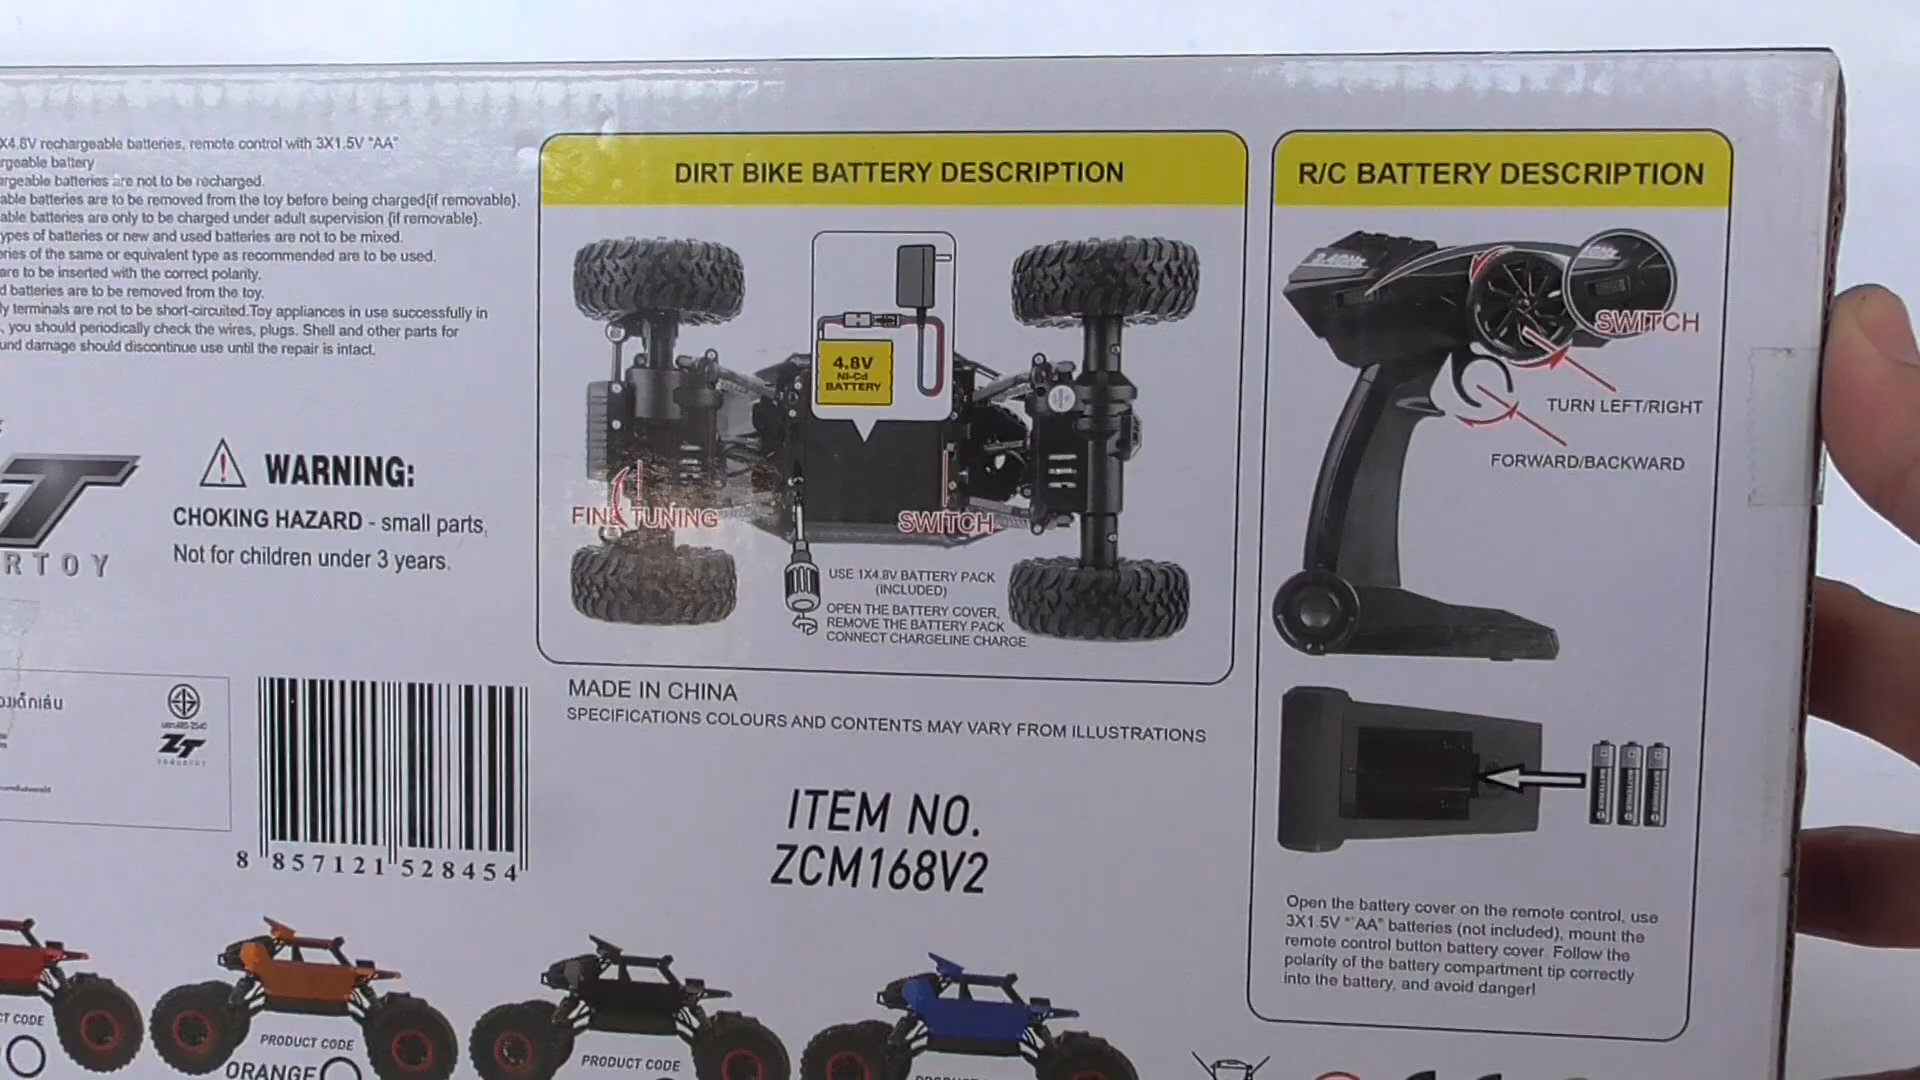 X4.8V rechargeable batteries, remote control with 3X1.5V "AA"
rgeable battery
argeable batteries are not to be recharged.
able batteries are to be removed from the toy before being charged{if removable}.
able batteries are only to be charged under adult supervision {if removable}.
ypes of batteries or new and used batteries are not to be mixed.
eries of the same or equivalent type as recommended are to be used.
are to be inserted with the correct polarity.
d batteries are to be removed from the toy.
ly terminals are not to be short-circuited.Toy appliances in use successfully in
, you should periodically check the wires, plugs. Shell and other parts for
und damage should discontinue use until the repair is intact.
RTOY
WARNING:
CHOKING HAZARD - small parts,
Not for children under 3 years.
DIRT BIKE BATTERY DESCRIPTION
4.8V
Ni-Cd
BATTERY
FINE TUNING
SWITCH
USE 1X4.8V BATTERY PACK
(INCLUDED)
OPEN THE BATTERY COVER,
REMOVE THE BATTERY PACK
CONNECT CHARGELINE CHARGE
R/C BATTERY DESCRIPTION
2.4GHz
SWITCH
TURN LEFT/RIGHT
FORWARD/BACKWARD
Open the battery cover on the remote control, use
3X1.5V "AA" batteries (not included), mount the
remote control button battery cover. Follow the
polarity of the battery compartment tip correctly
into the battery, and avoid danger!
MADE IN CHINA
SPECIFICATIONS COLOURS AND CONTENTS MAY VARY FROM ILLUSTRATIONS
ZT
8 857121 528454
ITEM NO.
ZCM168V2
CT CODE
PRODUCT CODE
ORANGE
PRODUCT CODE